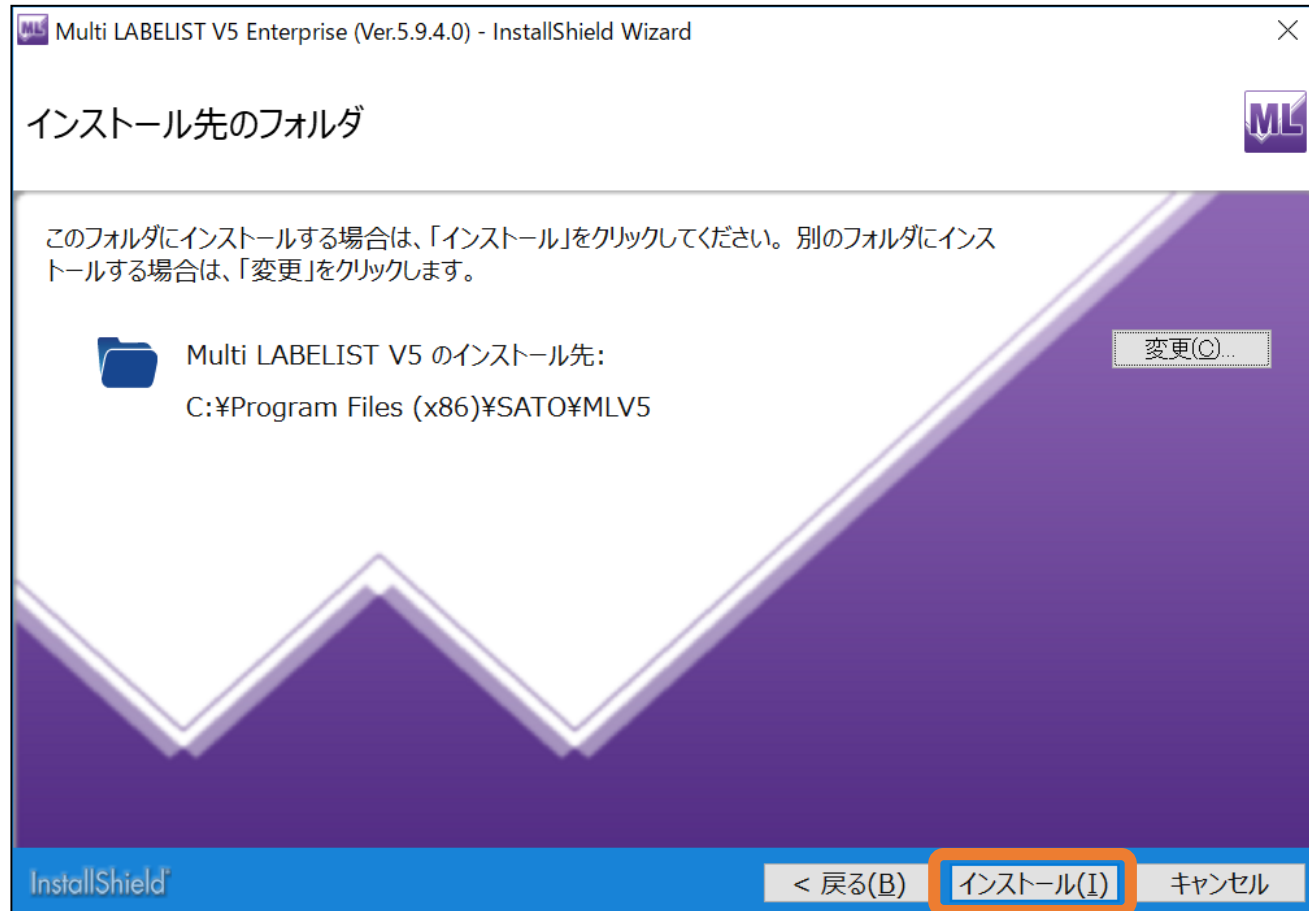 Multi LABELIST V5 Enterprise (Ver.5.9.4.0) - InstallShield Wizard
インストール先のフォルダ
ML
このフォルダにインストールする場合は、「インストール」をクリックしてください。別のフォルダにインス
トールする場合は、「変更」をクリックします。
Multi LABELIST V5 のインストール先:
変更(C)...
C:¥Program Files (x86)¥SATO¥MLV5
InstallShield
< 戻る(B)
インストール(I)
キャンセル